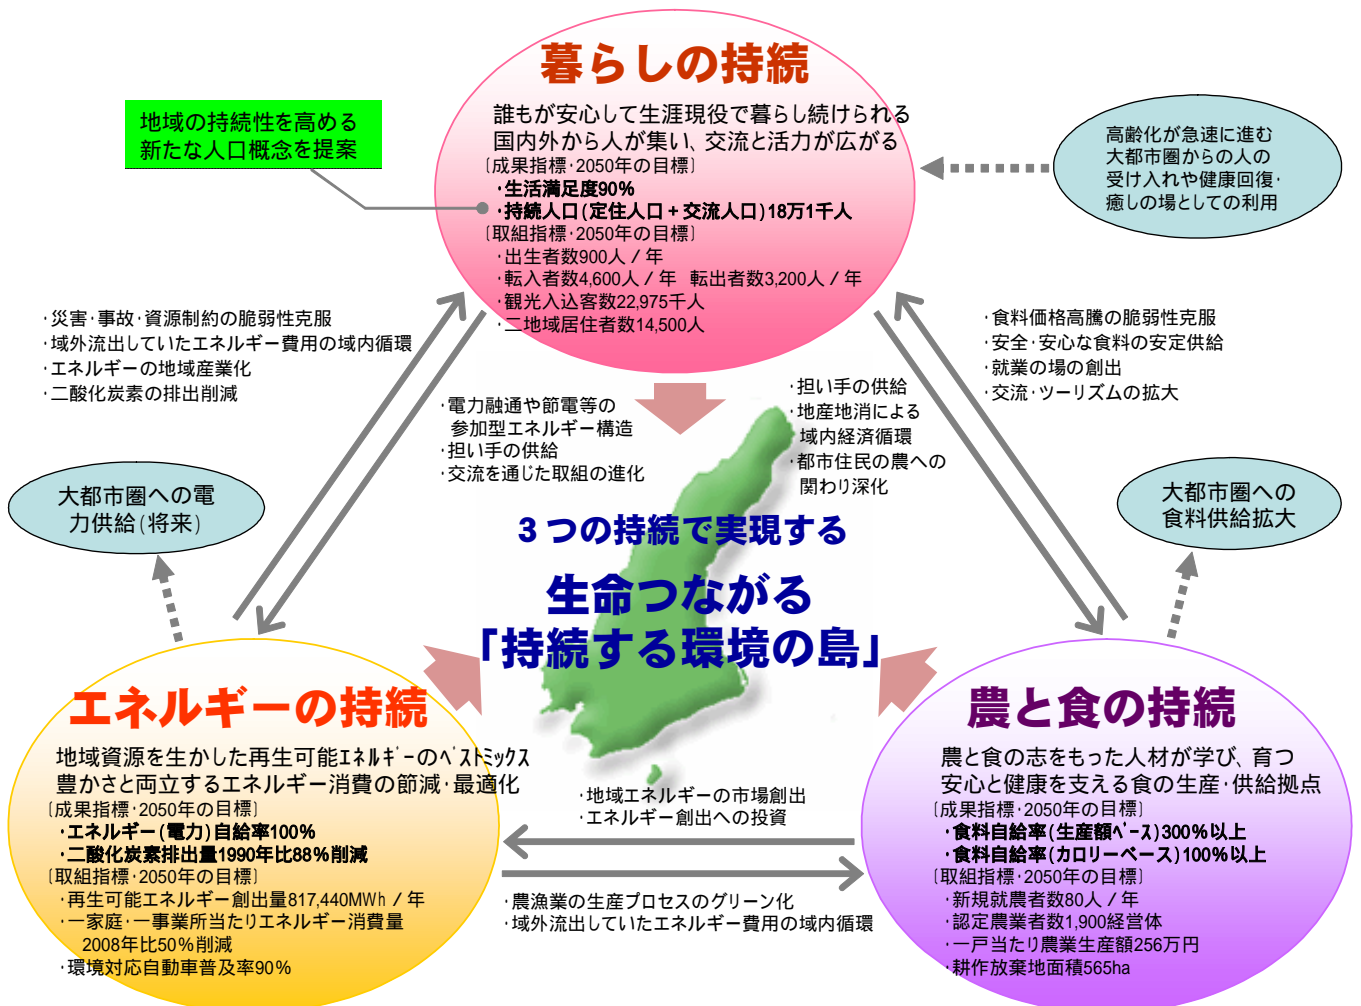 暮らしの持続
誰もが安心して生涯現役で暮らし続けられる
国内外から人が集い、交流と活力が広がる
〔成果指標・2050年の目標〕
・生活満足度90%
・持続人口(定住人口+交流人口)18万1千人
〔取組指標・2050年の目標〕
・出生者数900人/年
・転入者数4,600人/年 転出者数3,200人/年
・観光入込客数22,975千人
・二地域居住者数14,500人
地域の持続性を高める
新たな人口概念を提案
高齢化が急速に進む
大都市圏からの人の
受け入れや健康回復・
癒しの場としての利用
・災害・事故・資源制約の脆弱性克服
・域外流出していたエネルギー費用の域内循環
・エネルギーの地域産業化
・二酸化炭素の排出削減
・食料価格高騰の脆弱性克服
・安全・安心な食料の安定供給
・就業の場の創出
・交流・ツーリズムの拡大
・電力融通や節電等の
参加型エネルギー構造
・担い手の供給
・交流を通じた取組の進化
・担い手の供給
・地産地消による
域内経済循環
・都市住民の農への
関わり深化
大都市圏への電
力供給(将来)
大都市圏への
食料供給拡大
3つの持続で実現する
生命つながる
「持続する環境の島」
エネルギーの持続
地域資源を生かした再生可能エネルギーのベストミックス
豊かさと両立するエネルギー消費の節減・最適化
〔成果指標・2050年の目標〕
・エネルギー(電力)自給率100%
・二酸化炭素排出量1990年比88%削減
〔取組指標・2050年の目標〕
・再生可能エネルギー創出量817,440MWh/年
・一家庭・一事業所当たりエネルギー消費量
2008年比50%削減
・環境対応自動車普及率90%
・地域エネルギーの市場創出
・エネルギー創出への投資
・農漁業の生産プロセスのグリーン化
・域外流出していたエネルギー費用の域内循環
農と食の持続
農と食の志をもった人材が学び、育つ
安心と健康を支える食の生産・供給拠点
〔成果指標・2050年の目標〕
・食料自給率(生産額ベース)300%以上
・食料自給率(カロリーベース)100%以上
〔取組指標・2050年の目標〕
・新規就農者数80人/年
・認定農業者数1,900経営体
・一戸当たり農業生産額256万円
・耕作放棄地面積565ha